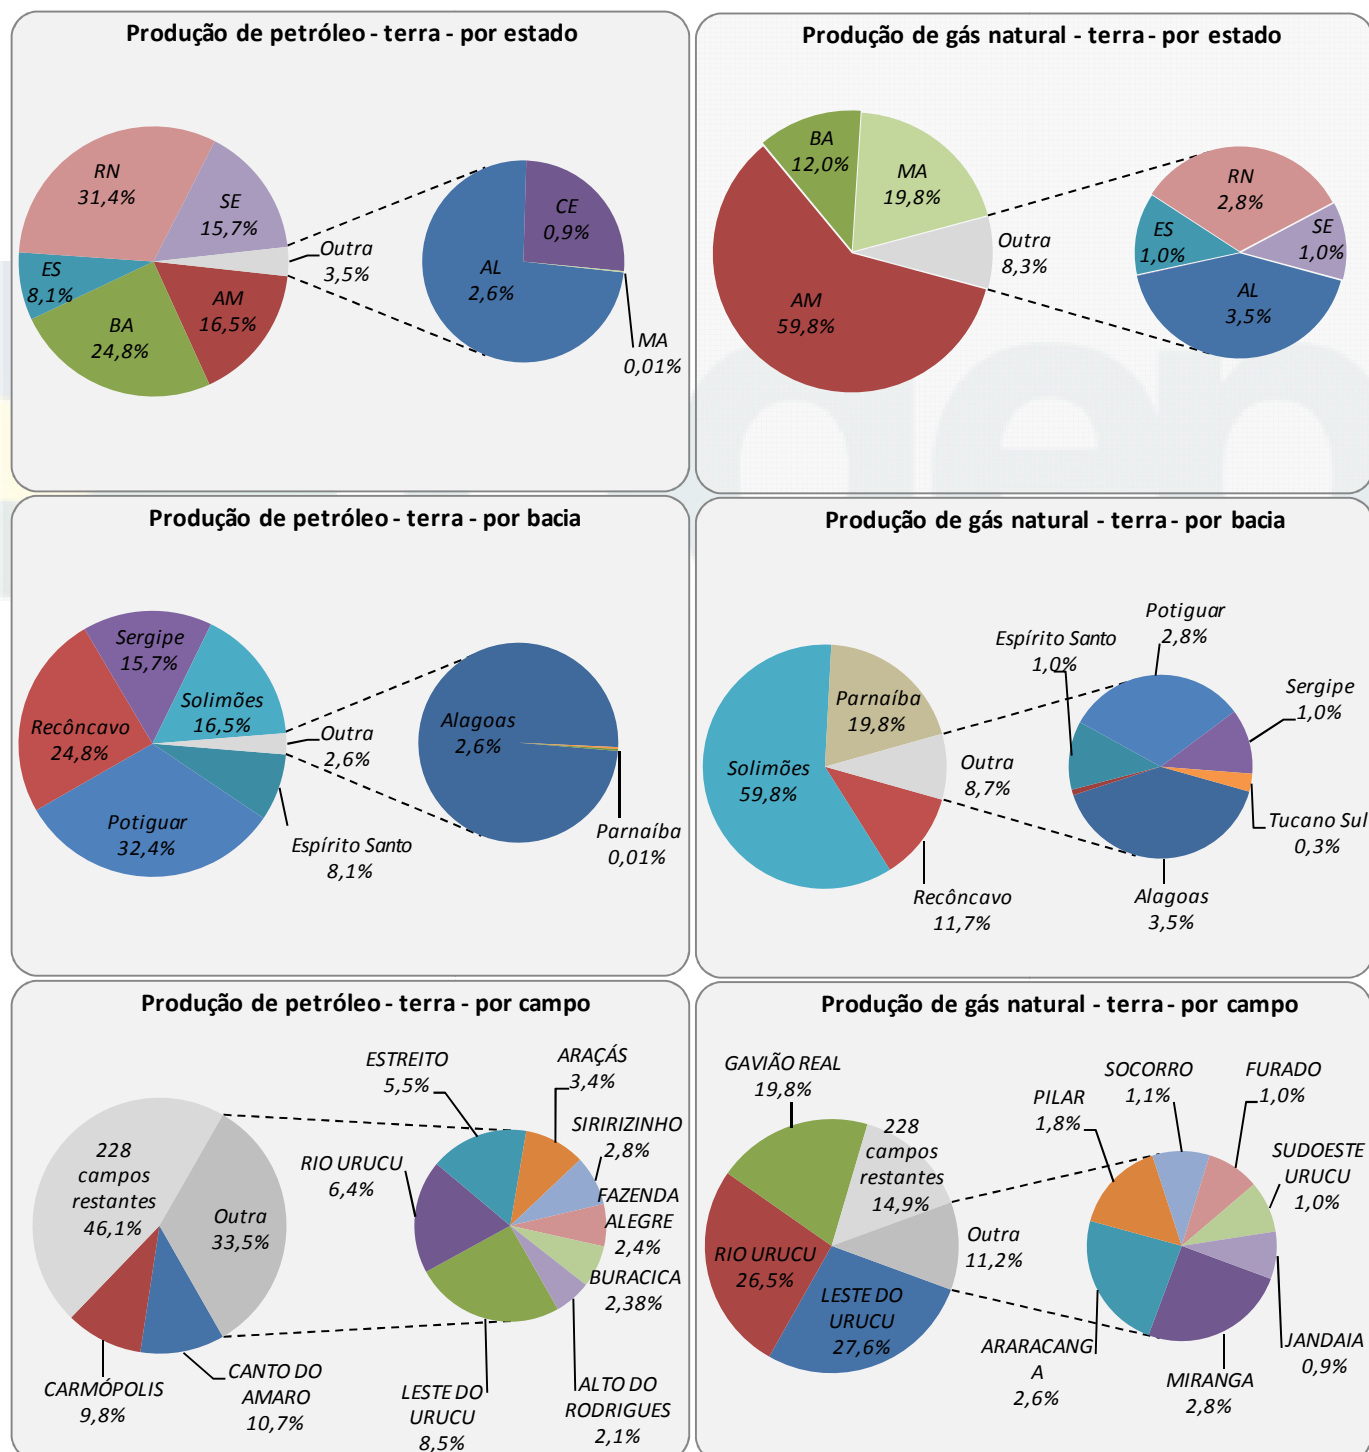 Produção de petróleo - terra - por estado
RN
31,4%
SE
15,7%
Outra
3,5%
ES
8,1%
AM
16,5%
BA
24,8%
CE
0,9%
AL
2,6%
MA
0,01%
Produção de gás natural - terra - por estado
BA
12,0%
MA
19,8%
Outra
8,3%
AM
59,8%
RN
2,8%
ES
1,0%
SE
1,0%
AL
3,5%
Produção de petróleo - terra - por bacia
Sergipe
15,7%
Solimões
16,5%
Recôncavo
24,8%
Outra
2,6%
Potiguar
32,4%
Espírito Santo
8,1%
Alagoas
2,6%
Parnaíba
0,01%
Produção de gás natural - terra - por bacia
Parnaíba
19,8%
Solimões
59,8%
Outra
8,7%
Recôncavo
11,7%
Potiguar
2,8%
Espírito Santo
1,0%
Sergipe
1,0%
Tucano Sul
0,3%
Alagoas
3,5%
Produção de petróleo - terra - por campo
228
campos
restantes
46,1%
Outra
33,5%
CARMÓPOLIS
9,8%
CANTO DO
AMARO
10,7%
ESTREITO
5,5%
ARAÇÁS
3,4%
SIRIRIZINHO
2,8%
RIO URUCU
6,4%
FAZENDA
ALEGRE
2,4%
BURACICA
2,38%
LESTE DO
URUCU
8,5%
ALTO DO
RODRIGUES
2,1%
Produção de gás natural - terra - por campo
GAVIÃO REAL
19,8%
228
campos
restantes
14,9%
RIO URUCU
26,5%
Outra
11,2%
LESTE DO
URUCU
27,6%
SOCORRO
1,1%
FURADO
1,0%
PILAR
1,8%
SUDOESTE
URUCU
1,0%
ARARACANG
A
2,6%
MIRANGA
2,8%
JANDAIA
0,9%